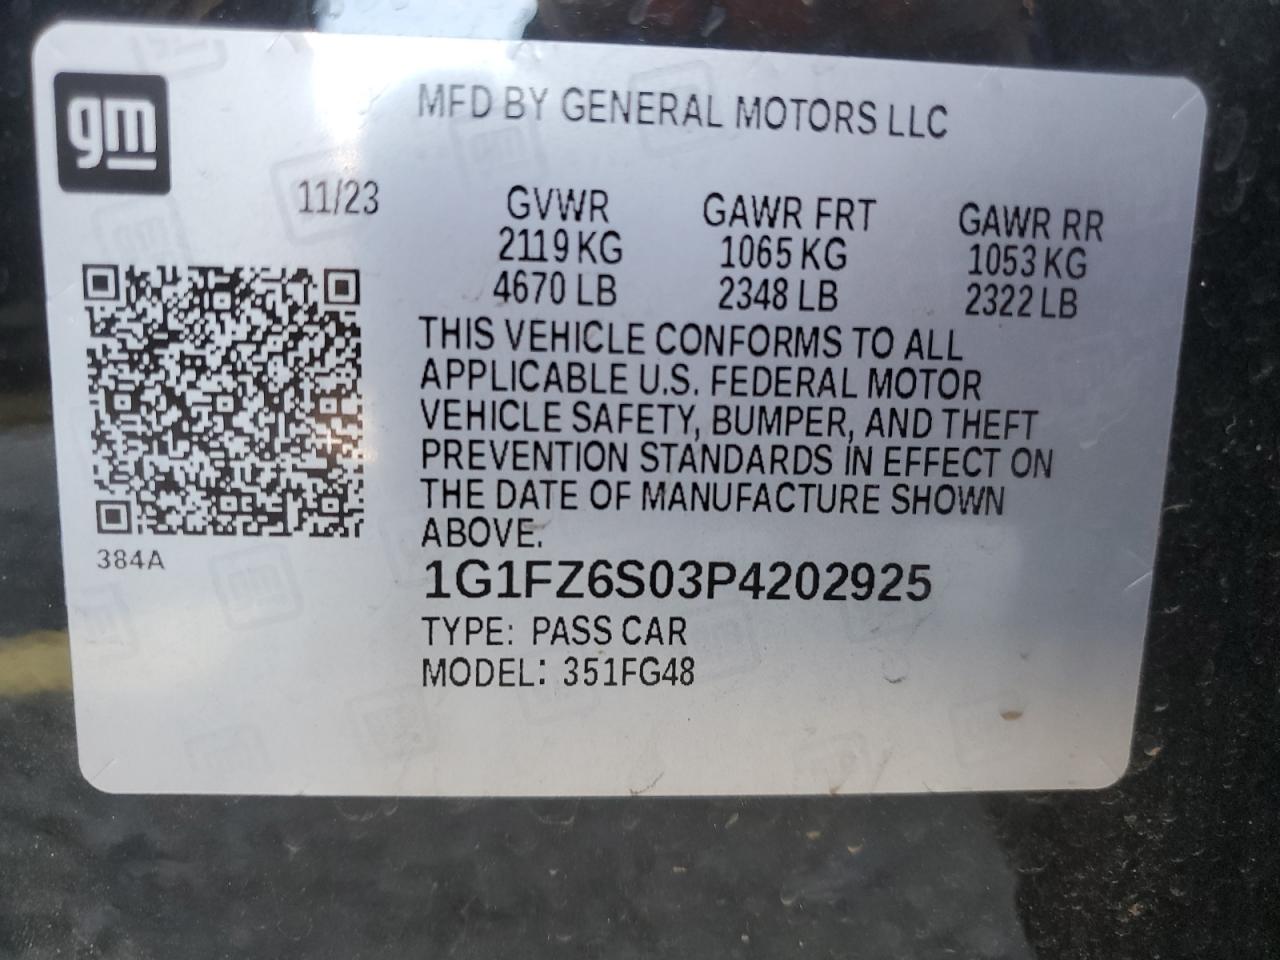 gm
MFD BY GENERAL MOTORS LLC
11/23
GVWR GAWR FRT GAWR RR
2119 KG 1065 KG 1053 KG
4670 LB 2348 LB 2322 LB
THIS VEHICLE CONFORMS TO ALL
APPLICABLE U.S. FEDERAL MOTOR
VEHICLE SAFETY, BUMPER, AND THEFT
PREVENTION STANDARDS IN EFFECT ON
THE DATE OF MANUFACTURE SHOWN
ABOVE.
384A
1G1FZ6S03P4202925
TYPE: PASS CAR
MODEL: 351FG48